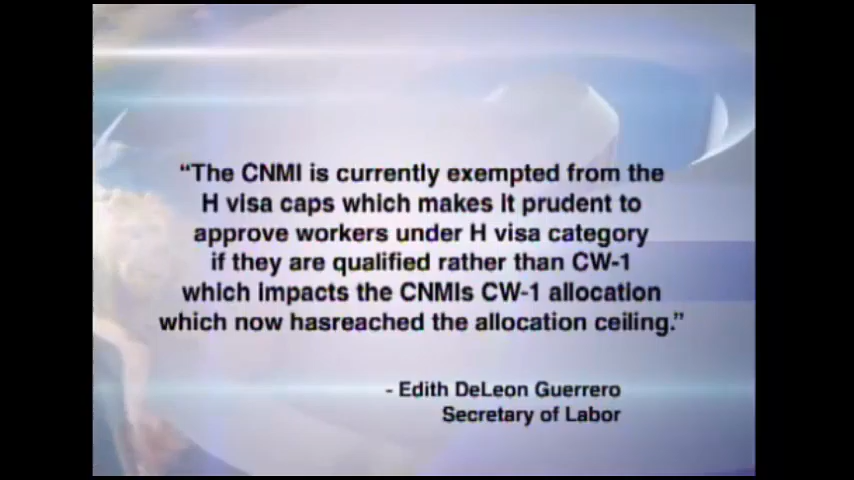 “The CNMI is currently exempted from the
H visa caps which makes it prudent to
approve workers under H visa category
if they are qualified rather than CW-1
which impacts the CNMIs CW-1 allocation
which now hasreached the allocation ceiling.”
- Edith DeLeon Guerrero
Secretary of Labor